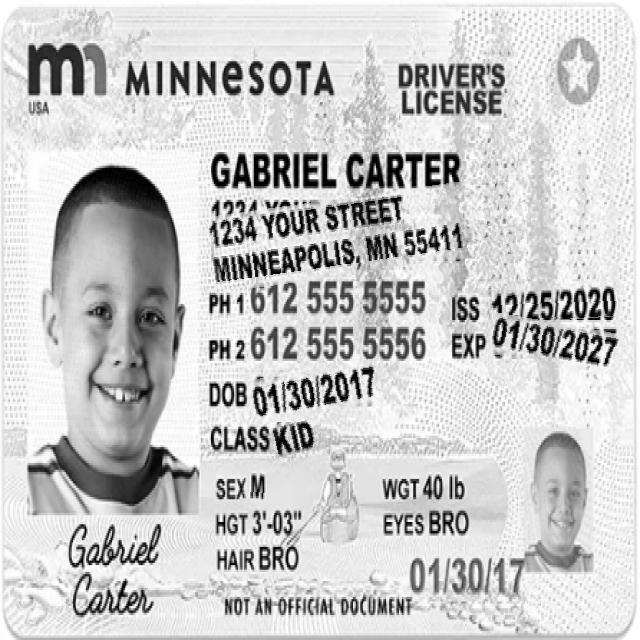 mn MINNESOTA
USA
DRIVER'S
LICENSE
GABRIEL CARTER
1234 YOUR STREET
MINNEAPOLIS, MN 55411
PH 1 612 555 5555
PH 2 612 555 5556
ISS 12/25/2020
EXP 01/30/2027
DOB 01/30/2017
CLASS KID
SEX M
HGT 3'-03"
HAIR BRO
WGT 40 lb
EYES BRO
01/30/17
Gabriel
Carter
NOT AN OFFICIAL DOCUMENT